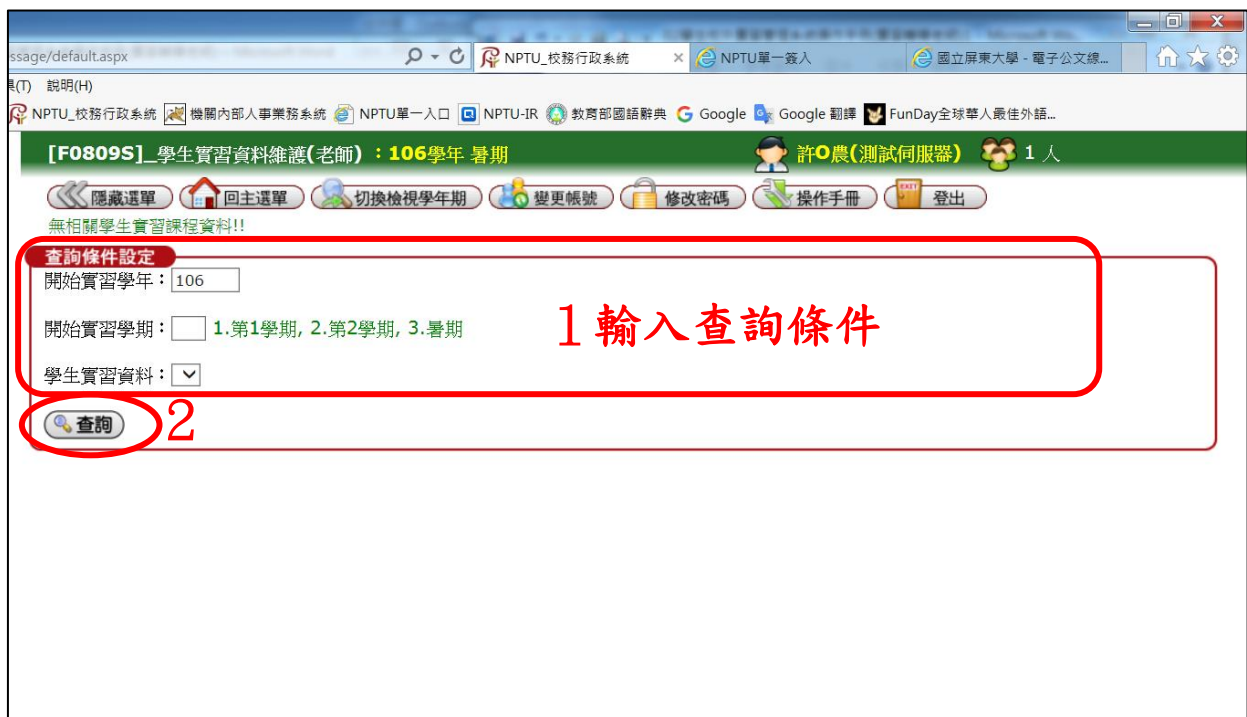 ssage/default.aspx
NPTU_校務行政系統
NPTU單一簽入
國立屏東大學 - 電子公文線...
(T) 說明(H)
NPTU_校務行政系統 機關內部人事業務系統 NPTU單一入口 NPTU-IR 教育部國語辭典 Google Google 翻譯 FunDay全球華人最佳外語...
[F0809S]_學生實習資料維護(老師)：106學年 暑期 許O農(測試伺服器) 1 人
隱藏選單 回主選單 切換檢視學年期 變更帳號 修改密碼 操作手冊 登出
無相關學生實習課程資料!!
查詢條件設定
開始實習學年：106
開始實習學期： 1.第1學期, 2.第2學期, 3.暑期
1輸入查詢條件
學生實習資料：
查詢 2